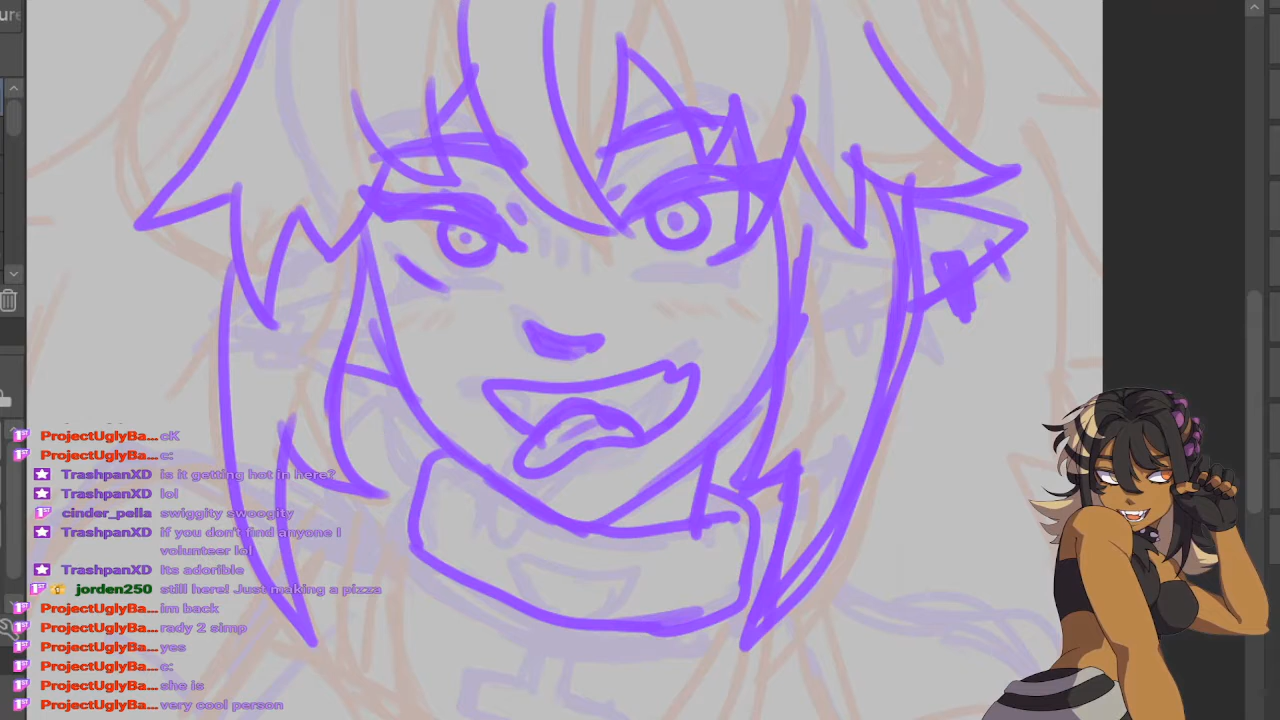 ure
ProjectUglyBa... cK
ProjectUglyBa... c:
TrashpanXD is it getting hot in here?
TrashpanXD lol
cinder_pella swiggity swoogity
TrashpanXD If you don't find anyone I
volunteer lol
TrashpanXD Its adorible
jorden250 still here! Just making a pizza
ProjectUglyBa... im back
ProjectUglyBa... rady 2 simp
ProjectUglyBa... yes
ProjectUglyBa... c:
ProjectUglyBa... she is
ProjectUglyBa... very cool person